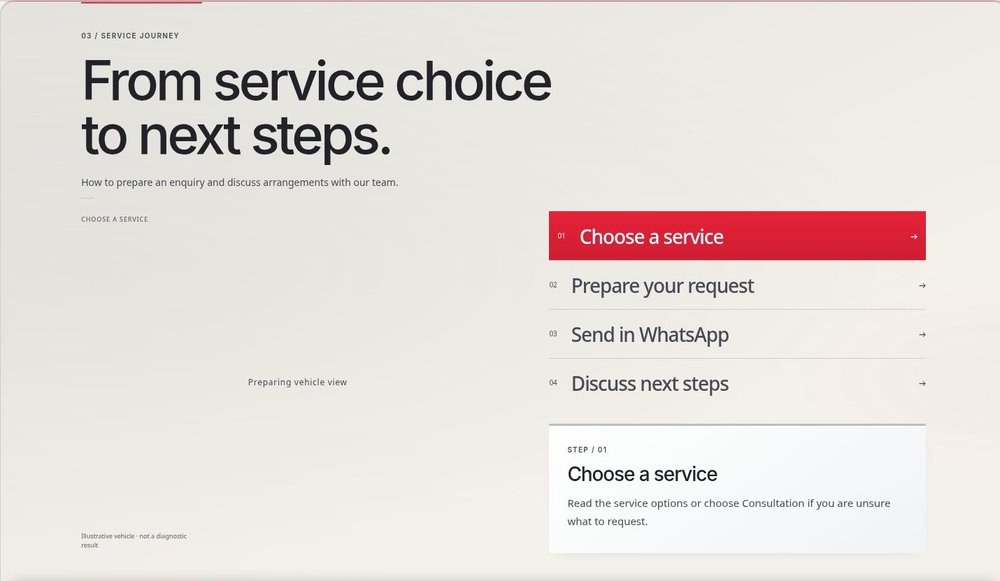 03 / SERVICE JOURNEY
From service choice
to next steps.
How to prepare an enquiry and discuss arrangements with our team.
CHOOSE A SERVICE
Preparing vehicle view
Illustrative vehicle · not a diagnostic
result
01 Choose a service →
02 Prepare your request →
03 Send in WhatsApp →
04 Discuss next steps →
STEP / 01
Choose a service
Read the service options or choose Consultation if you are unsure
what to request.